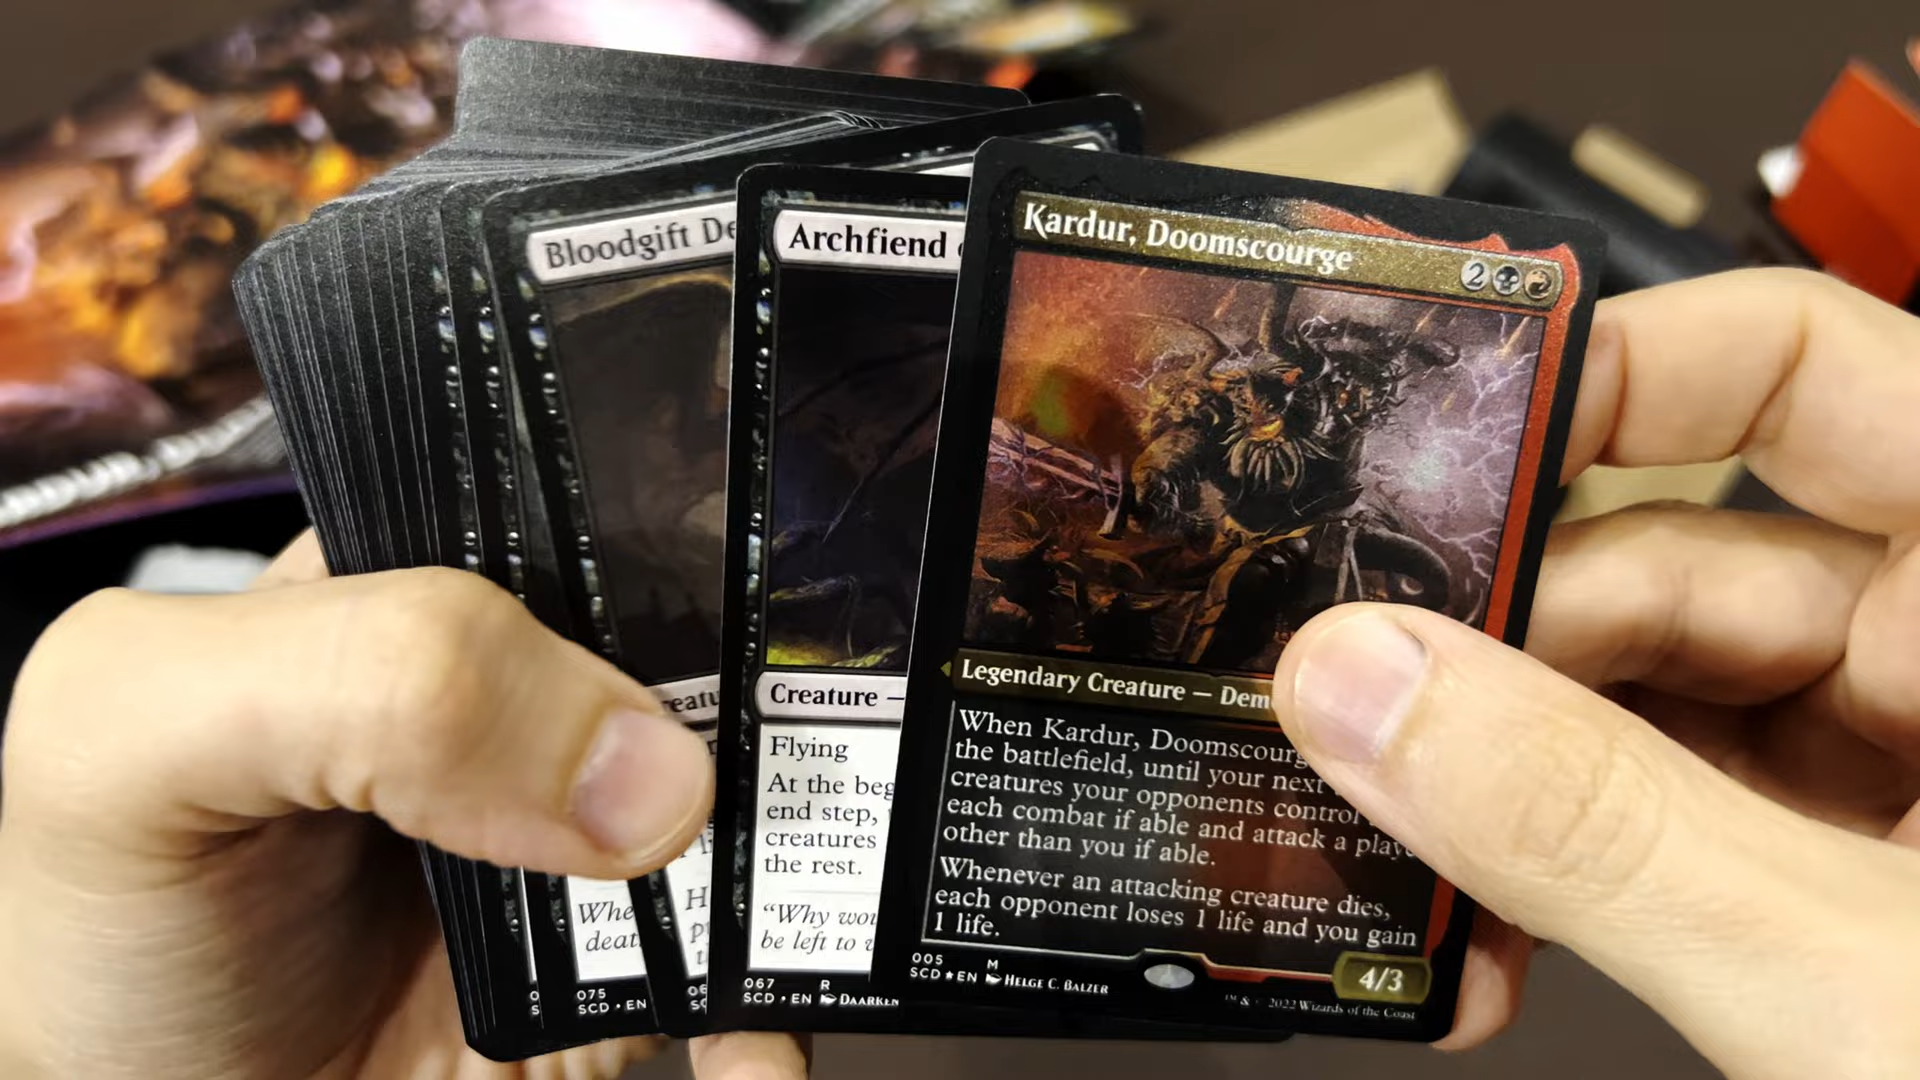 Bloodgift De
Creatu
Whe
deat
075
SCD • EN
Archfiend
Creature —
Flying
At the beg
end step,
creatures
the rest.
“Why wou
be left to
067 R
SCD • EN DAARKEN
Kardur, Doomscourge
2
Legendary Creature — Dem
When Kardur, Doomscourg
the battlefield, until your next
creatures your opponents control
each combat if able and attack a playe
other than you if able.
Whenever an attacking creature dies,
each opponent loses 1 life and you gain
1 life.
4/3
005 M
SCD ★ EN HELGE C. BALZER
™ & © 2022 Wizards of the Coast